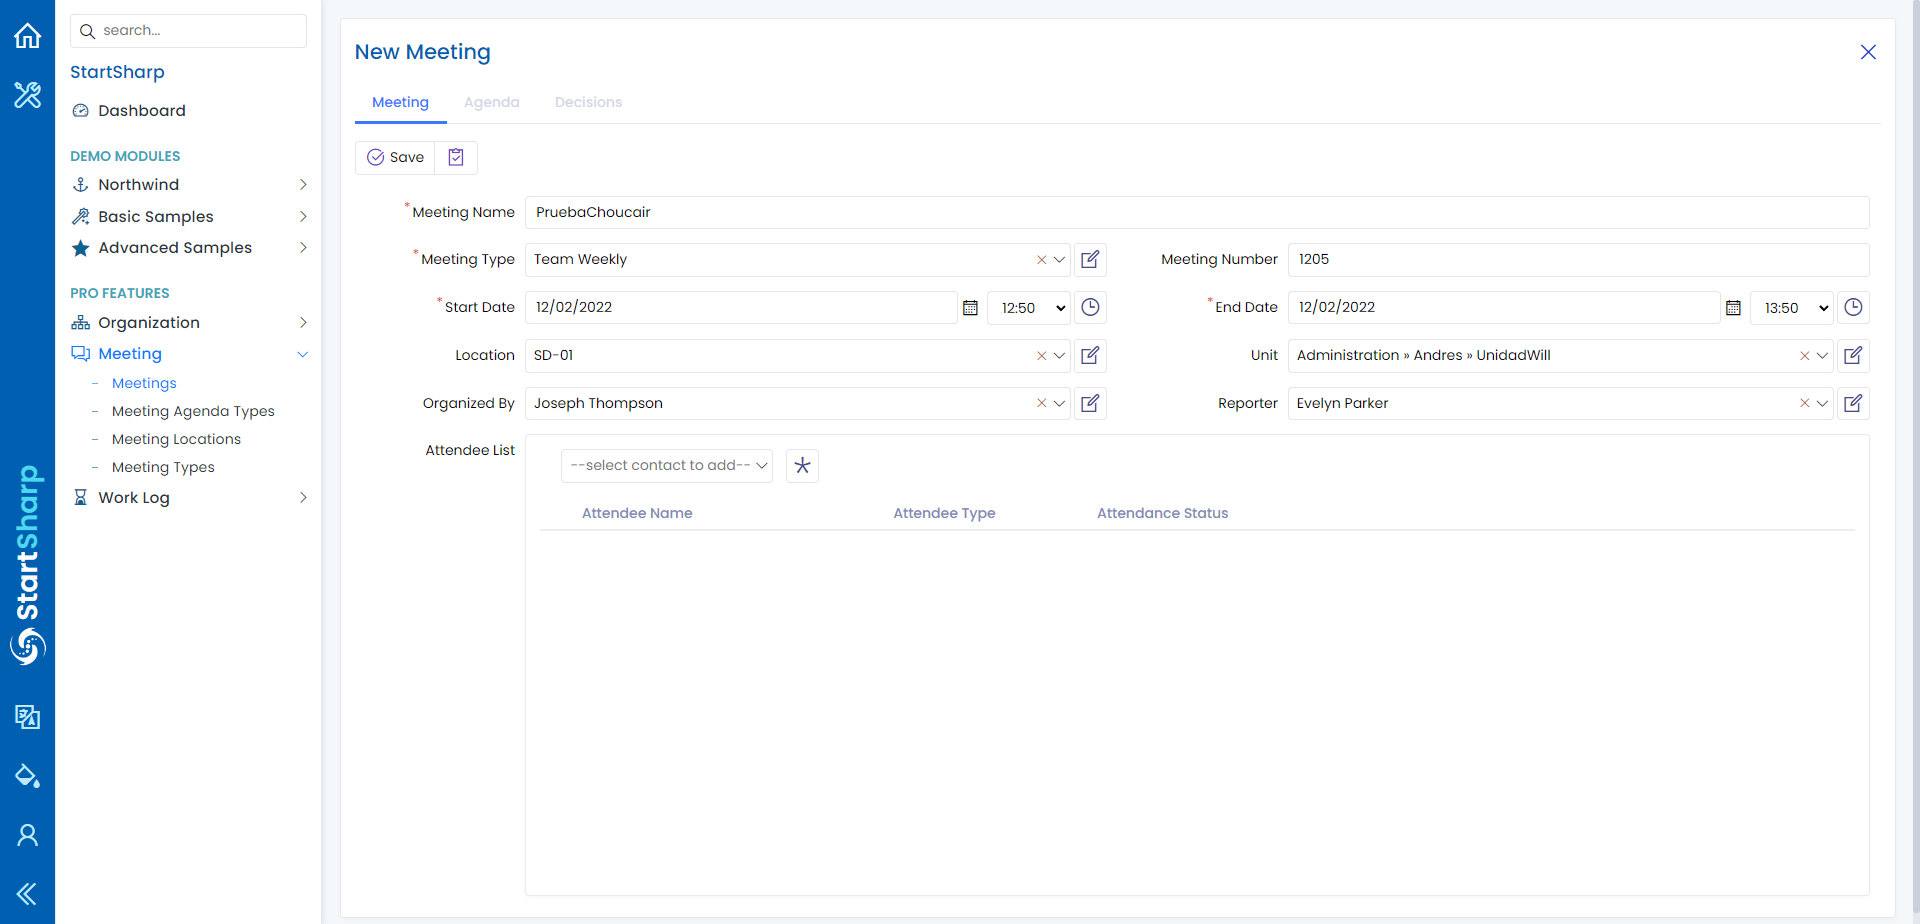 search...
StartSharp
Dashboard
DEMO MODULES
Northwind
Basic Samples
Advanced Samples
PRO FEATURES
Organization
Meeting
- Meetings
- Meeting Agenda Types
- Meeting Locations
- Meeting Types
Work Log
StartSharp
New Meeting
Meeting Agenda Decisions
Save
*Meeting Name PruebaChoucair
*Meeting Type Team Weekly Meeting Number 1205
*Start Date 12/02/2022 12:50 *End Date 12/02/2022 13:50
Location SD-01 Unit Administration » Andres » UnidadWill
Organized By Joseph Thompson Reporter Evelyn Parker
Attendee List
--select contact to add--
Attendee Name Attendee Type Attendance Status